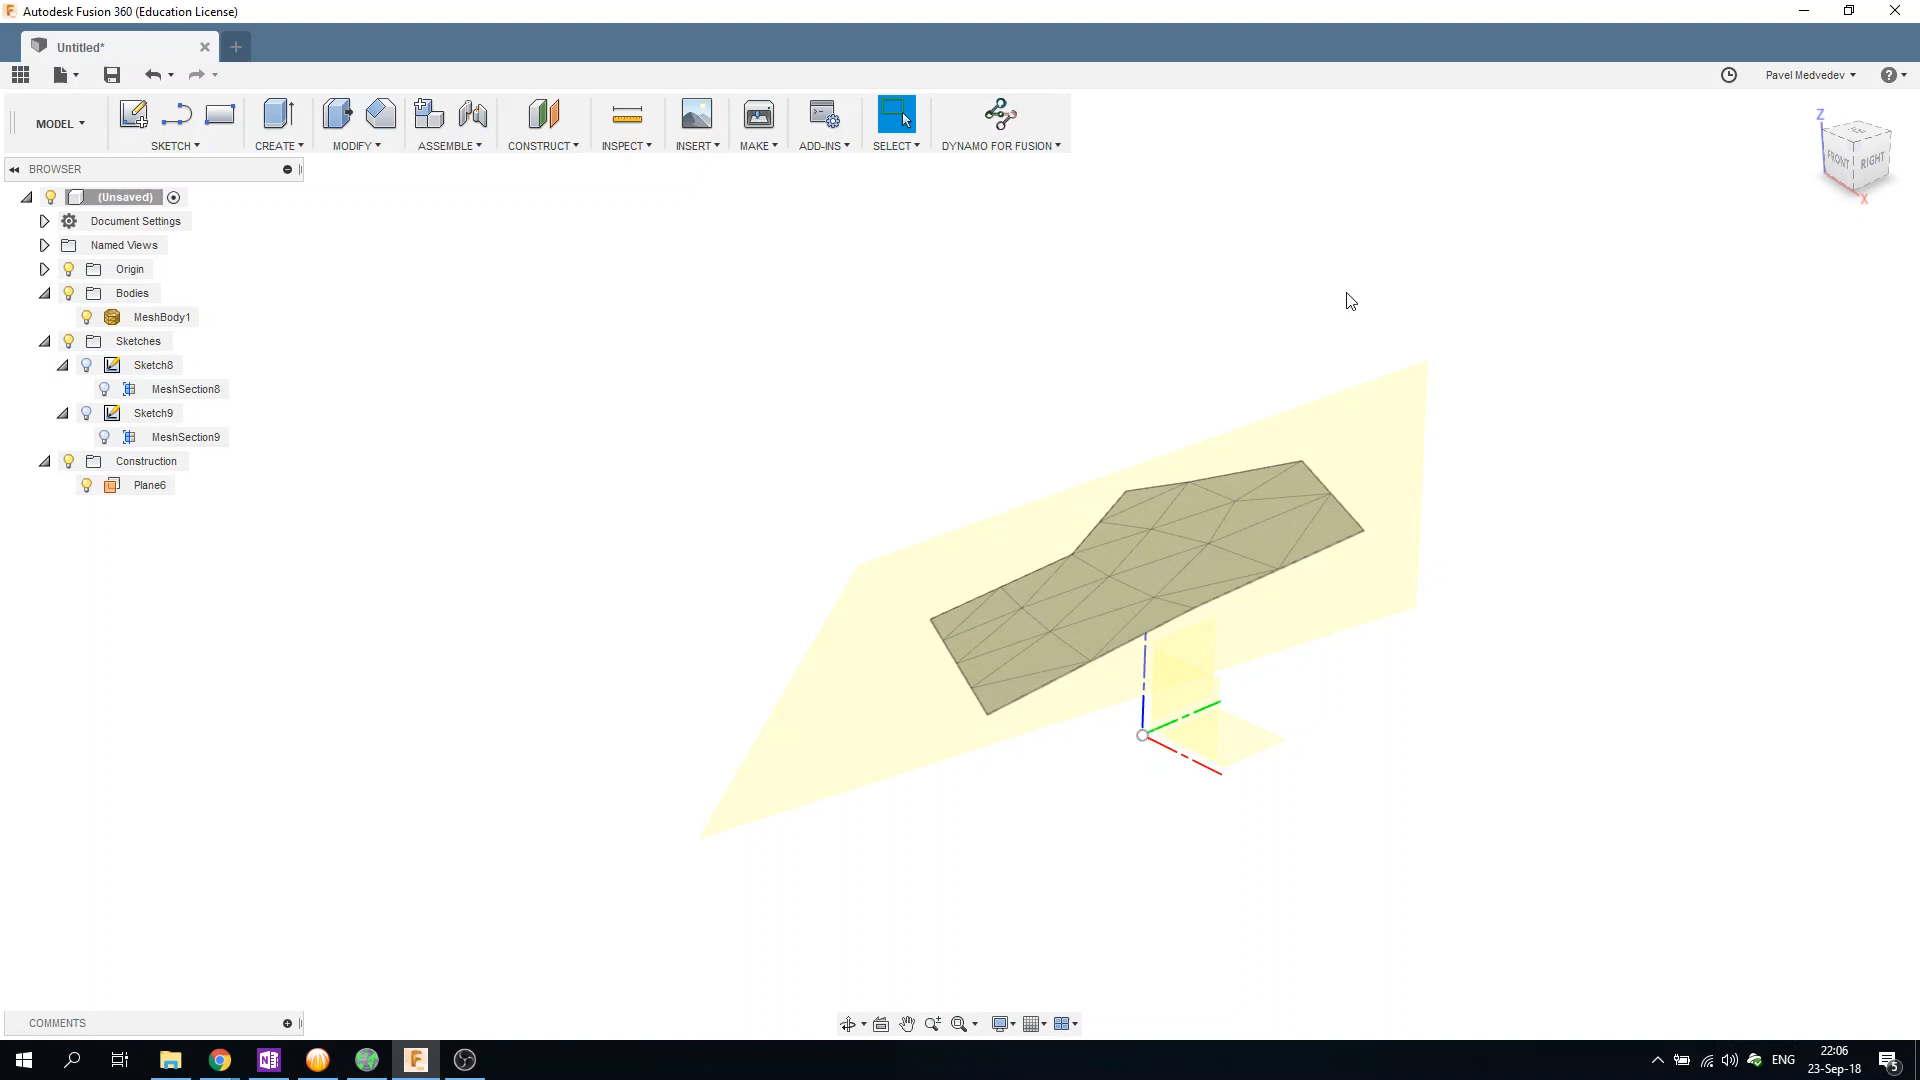 Autodesk Fusion 360 (Education License)
Untitled*
Pavel Medvedev
MODEL
SKETCH
CREATE
MODIFY
ASSEMBLE
CONSTRUCT
INSPECT
INSERT
MAKE
ADD-INS
SELECT
DYNAMO FOR FUSION
BROWSER
(Unsaved)
Document Settings
Named Views
Origin
Bodies
MeshBody1
Sketches
Sketch8
MeshSection8
Sketch9
MeshSection9
Construction
Plane6
Z
FRONT
RIGHT
X
COMMENTS
ENG
22:06
23-Sep-18
5